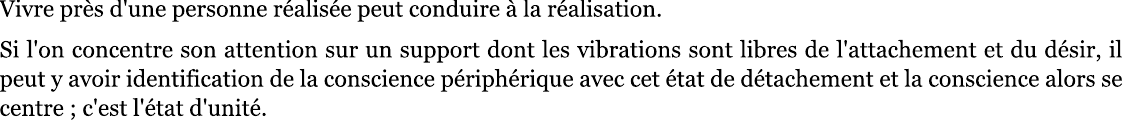 Vivre près d'une personne réalisée peut conduire à la réalisation.
Si l'on concentre son attention sur un support dont les vibrations sont libres de l'attachement et du désir, il
peut y avoir identification de la conscience périphérique avec cet état de détachement et la conscience alors se
centre ; c'est l'état d'unité.